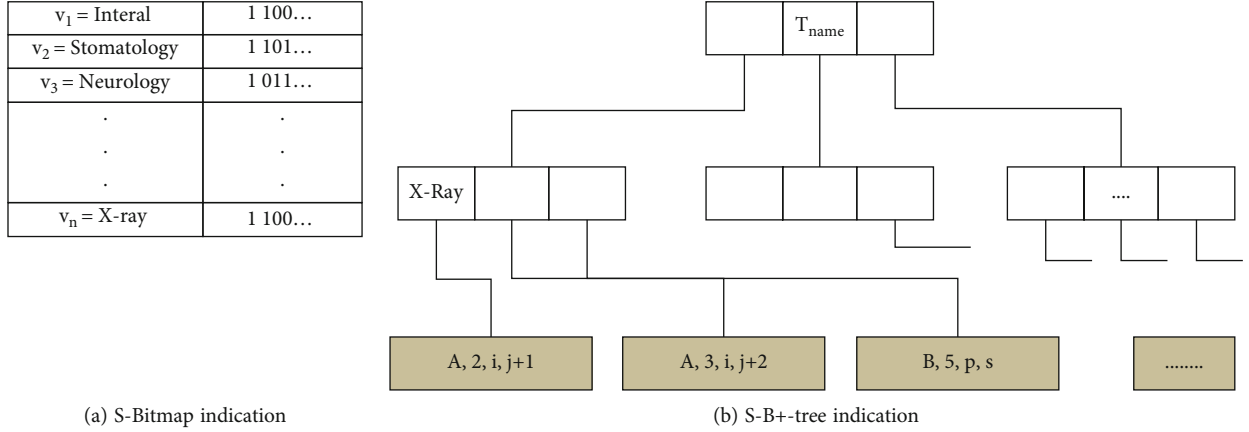 v₁ = Interal 1 100…
v₂ = Stomatology 1 101…
v₃ = Neurology 1 011…
. .
. .
. .
vₙ = X-ray 1 100…
(a) S-Bitmap indication
T_name
X-Ray
....
A, 2, i, j+1
A, 3, i, j+2
B, 5, p, s
........
(b) S-B+-tree indication